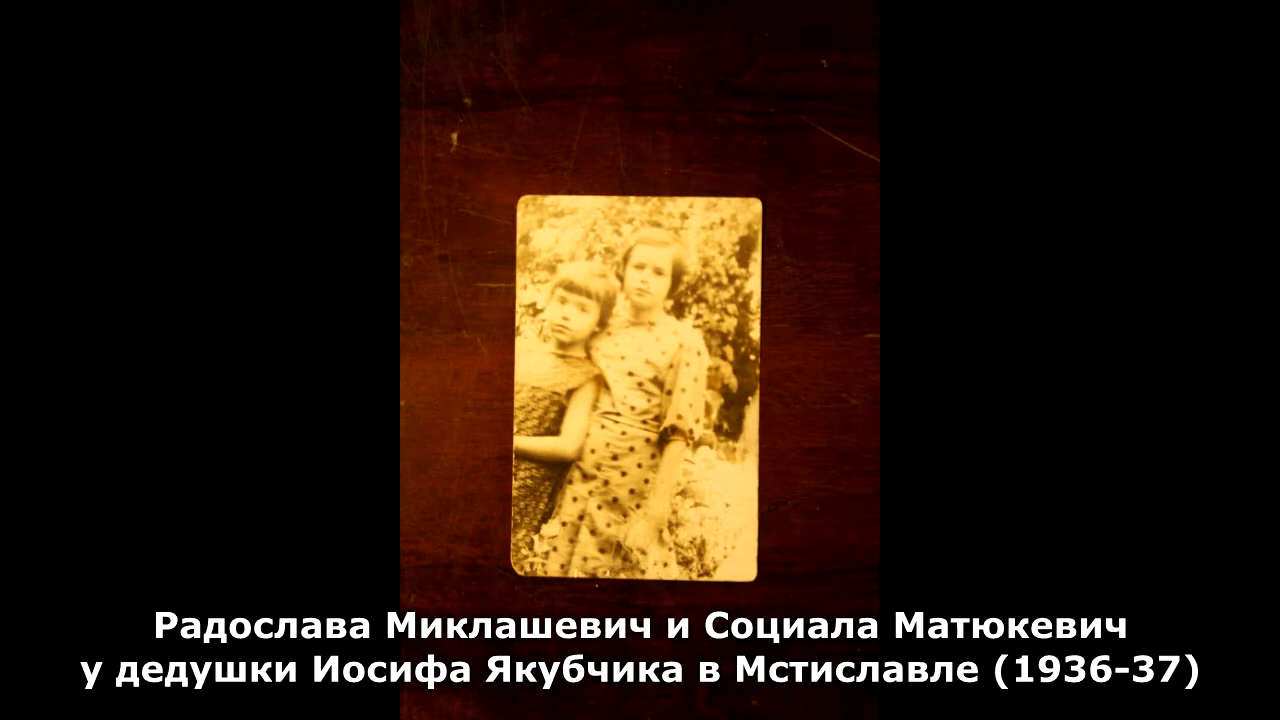 Радослава Миклашевич и Социала Матюкевич
у дедушки Иосифа Якубчика в Мстиславле (1936-37)